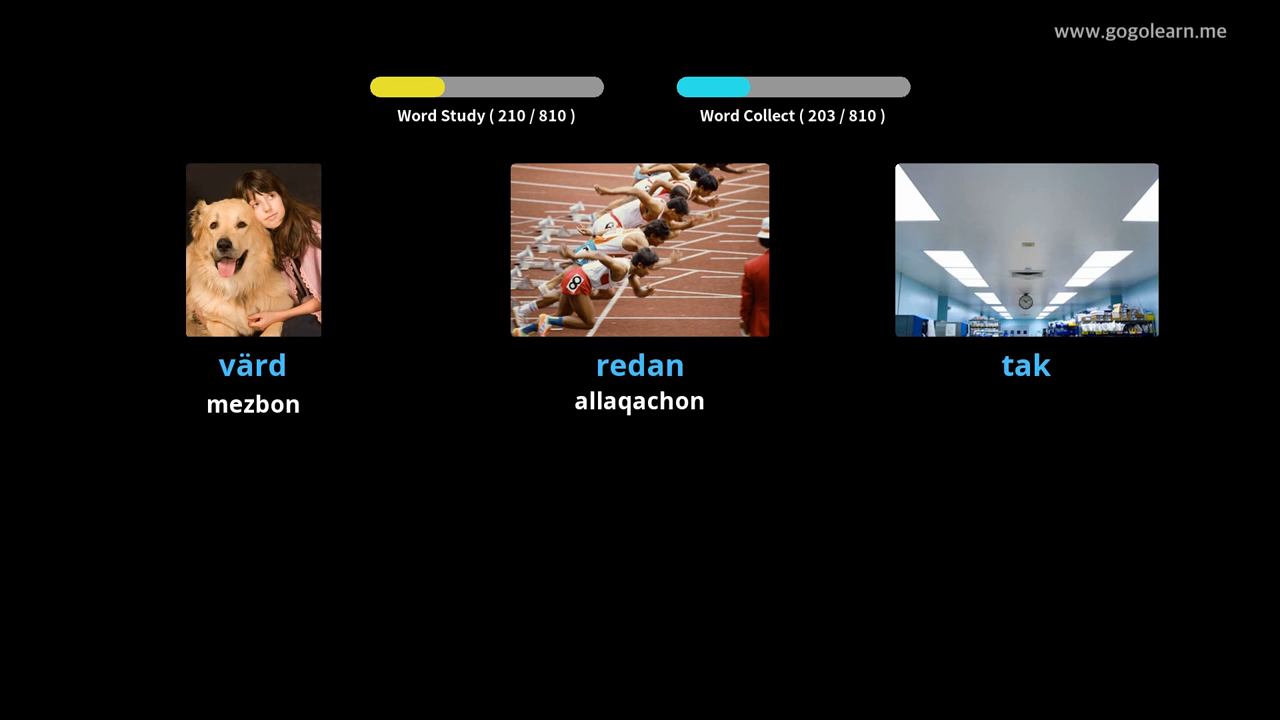 www.gogolearn.me
Word Study ( 210 / 810 )
Word Collect ( 203 / 810 )
värd
mezbon
redan
allaqachon
tak